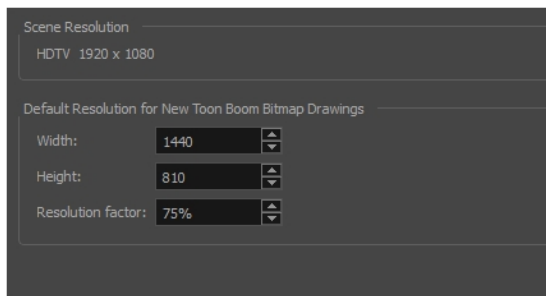 Scene Resolution
HDTV 1920 x 1080
Default Resolution for New Toon Boom Bitmap Drawings
Width: 1440
Height: 810
Resolution factor: 75%